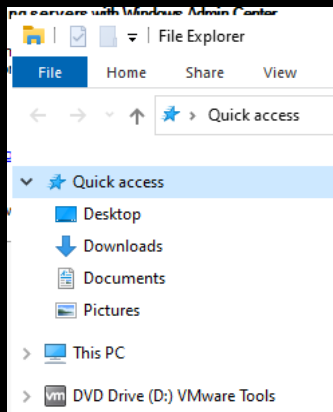 ng servers with Windows Admin Center
File Explorer
File Home Share View
Quick access
Quick access
Desktop
Downloads
Documents
Pictures
This PC
vm DVD Drive (D:) VMware Tools